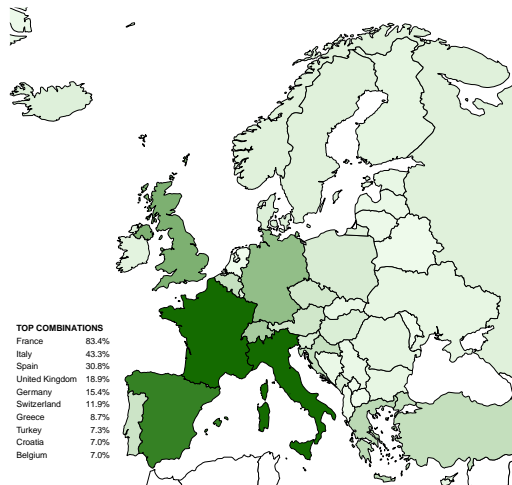 TOP COMBINATIONS
France 83.4%
Italy 43.3%
Spain 30.8%
United Kingdom 18.9%
Germany 15.4%
Switzerland 11.9%
Greece 8.7%
Turkey 7.3%
Croatia 7.0%
Belgium 7.0%